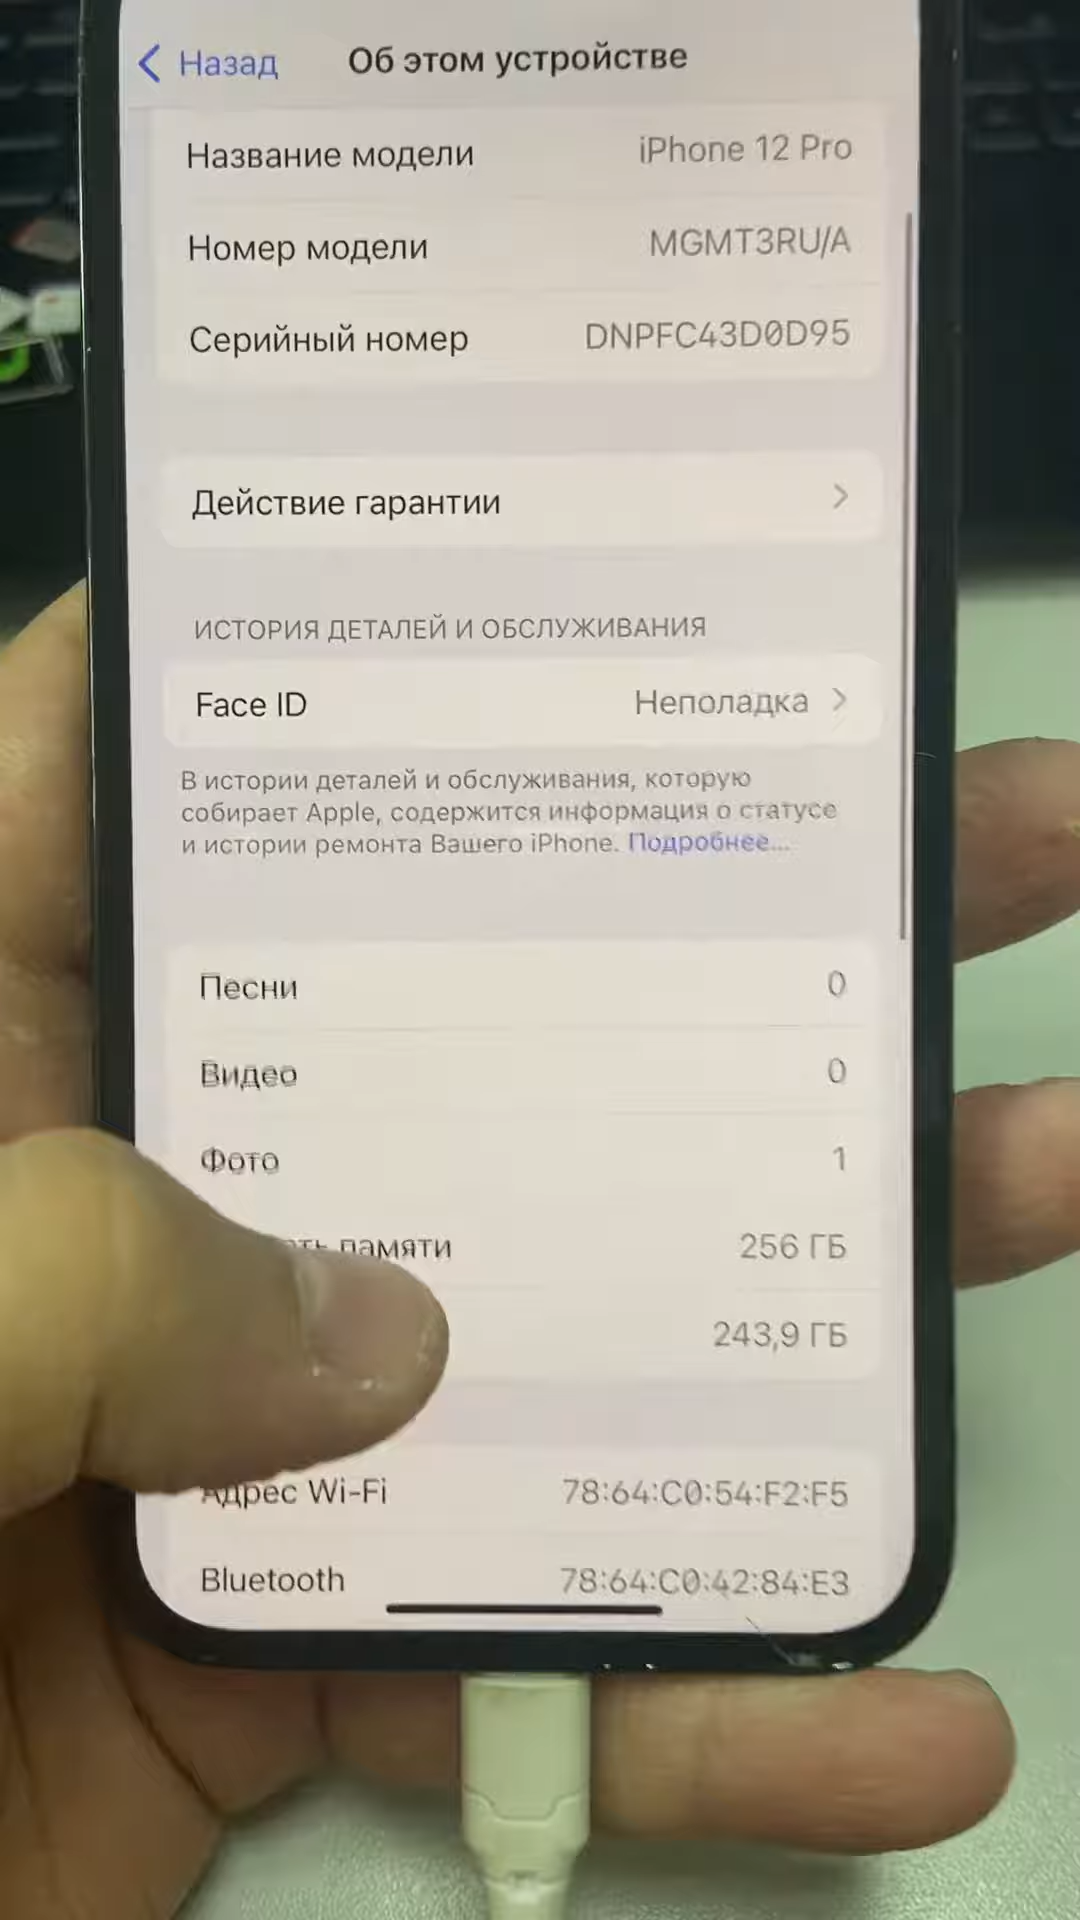 Назад
Об этом устройстве
Название модели
iPhone 12 Pro
Номер модели
MGMT3RU/A
Серийный номер
DNPFC43D0D95
Действие гарантии
ИСТОРИЯ ДЕТАЛЕЙ И ОБСЛУЖИВАНИЯ
Face ID
Неполадка
В истории деталей и обслуживания, которую
собирает Apple, содержится информация о статусе
и истории ремонта Вашего iPhone. Подробнее...
Песни
0
Видео
0
Фото
1
памяти
256 ГБ
243,9 ГБ
Адрес Wi-Fi
78:64:C0:54:F2:F5
Bluetooth
78:64:C0:42:84:E3